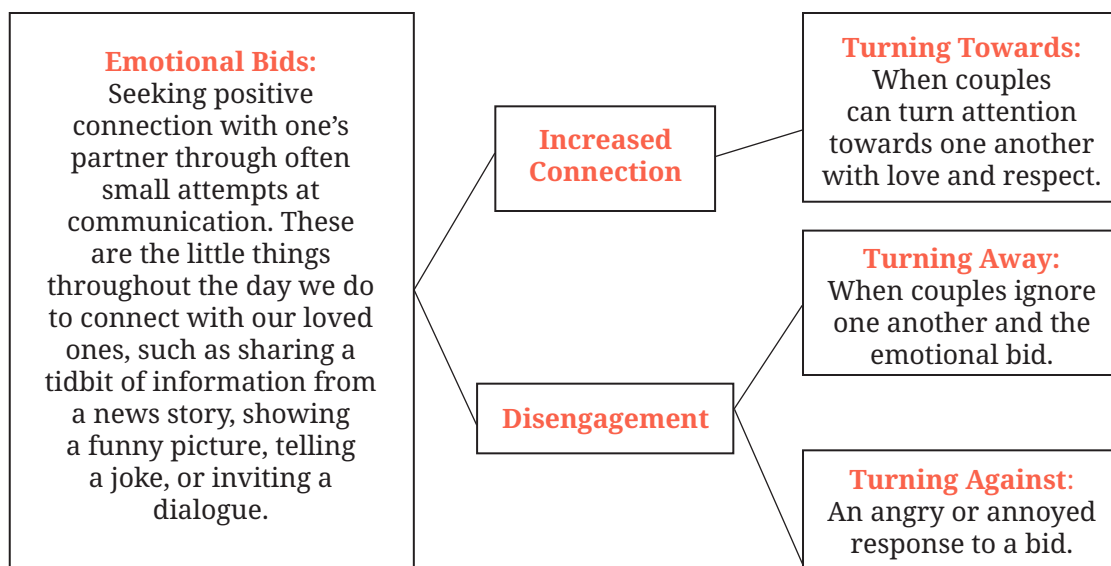 Emotional Bids:
Seeking positive
connection with one’s
partner through often
small attempts at
communication. These
are the little things
throughout the day we do
to connect with our loved
ones, such as sharing a
tidbit of information from
a news story, showing
a funny picture, telling
a joke, or inviting a
dialogue.
Increased
Connection
Disengagement
Turning Towards:
When couples
can turn attention
towards one another
with love and respect.
Turning Away:
When couples ignore
one another and the
emotional bid.
Turning Against:
An angry or annoyed
response to a bid.